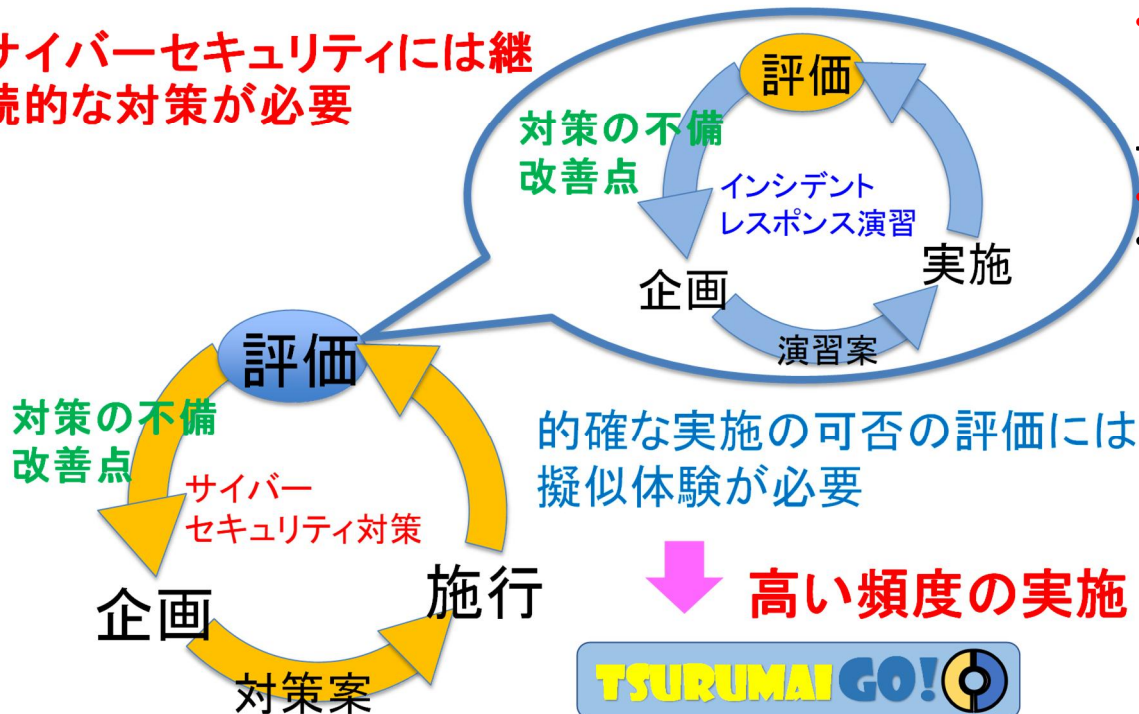 サイバーセキュリティには継
続的な対策が必要
評価
対策の不備
改善点
インシデント
レスポンス演習
企画
実施
演習案
評価
対策の不備
改善点
サイバー
セキュリティ対策
企画
施行
対策案
的確な実施の可否の評価には
擬似体験が必要
高い頻度の実施
TSURUMAI GO!